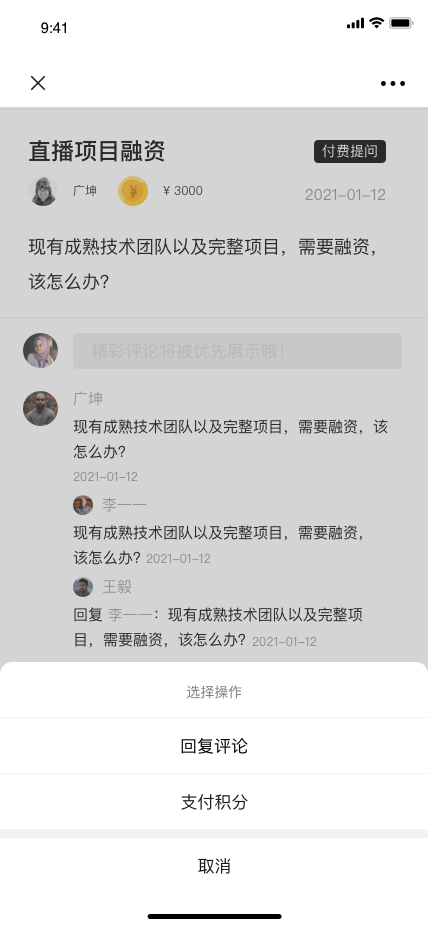 9:41
直播项目融资
付费提问
广坤
¥
¥ 3000
2021-01-12
现有成熟技术团队以及完整项目，需要融资，
该怎么办？
精彩评论将被优先展示哦！
广坤
现有成熟技术团队以及完整项目，需要融资，该
怎么办？
2021-01-12
李一一
现有成熟技术团队以及完整项目，需要融资，
该怎么办？ 2021-01-12
王毅
回复 李一一：现有成熟技术团队以及完整项
目，需要融资，该怎么办？ 2021-01-12
选择操作
回复评论
支付积分
取消